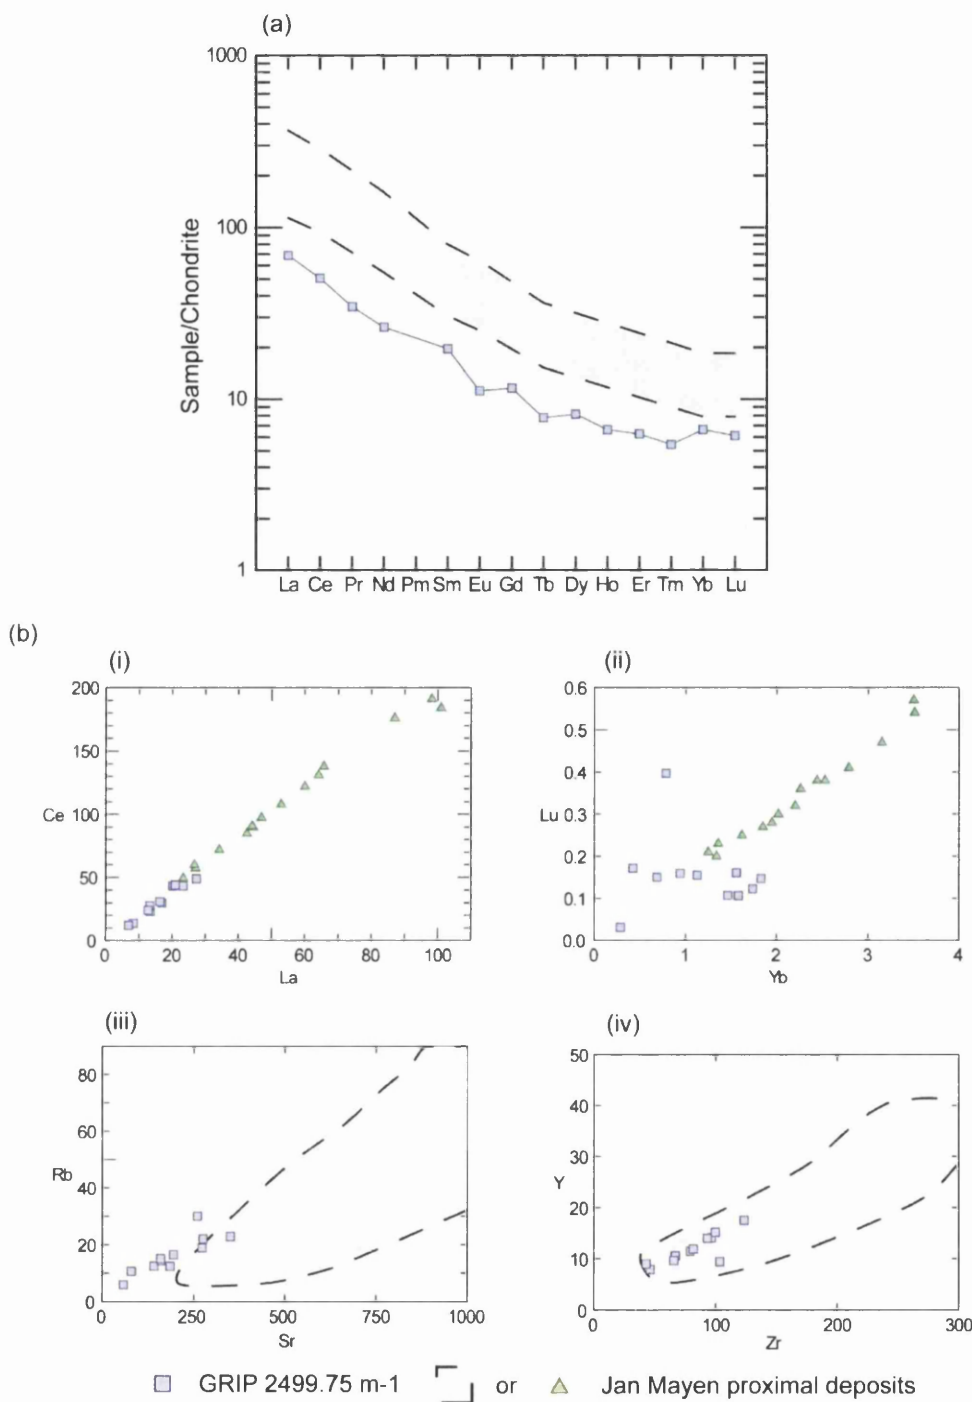 (a)
1000
100
10
1
Sample/Chondrite
La Ce Pr Nd Pm Sm Eu Gd Tb Dy Ho Er Tm Yb Lu
(b)
(i)
200
150
100
50
0
Ce
0 20 40 60 80 100
La
(ii)
0.6
0.5
0.4
0.3
0.2
0.1
0.0
Lu
0 1 2 3 4
Yb
(iii)
80
60
40
20
0
Rb
0 250 500 750 1000
Sr
(iv)
50
40
30
20
10
0
Y
0 100 200 300
Zr
GRIP 2499.75 m-1 or Jan Mayen proximal deposits